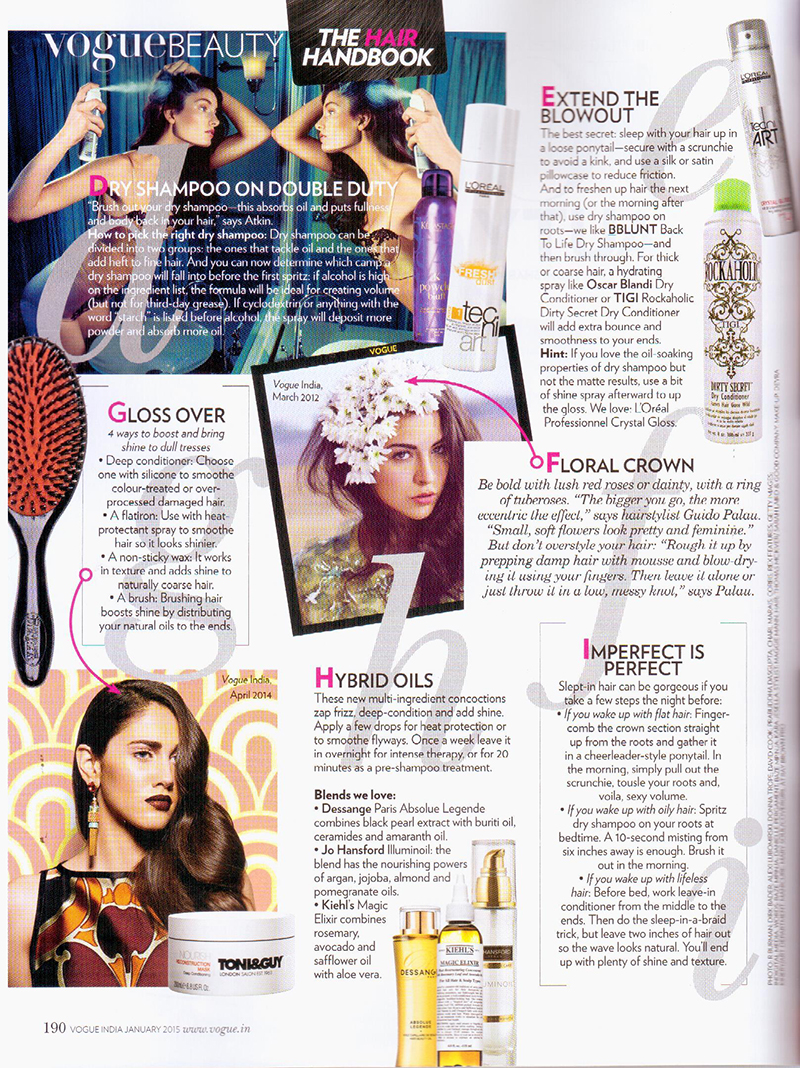 vogueBEAUTY
THE HAIR
HANDBOOK
d
DRY SHAMPOO ON DOUBLE DUTY
“Brush out your dry shampoo—this absorbs oil and puts fullness
and body back in your hair,” says Atkin.
How to pick the right dry shampoo: Dry shampoo can be
divided into two groups: the ones that tackle oil and the ones that
add heft to fine hair. And you can now determine which camp a
dry shampoo will fall into before the first spritz: if alcohol is high
on the ingredient list, the formula will be ideal for creating volume
(but not for third-day grease). If cyclodextrin or anything with the
word “starch” is listed before alcohol, the spray will deposit more
powder and absorb more oil.
L'ORÉAL
FRESH
DUST
tec
ni
art
e
EXTEND THE
BLOWOUT
The best secret: sleep with your hair up in
a loose ponytail—secure with a scrunchie
to avoid a kink, and use a silk or satin
pillowcase to reduce friction.
And to freshen up hair the next
morning (or the morning after
that), use dry shampoo on
roots—we like BBLUNT Back
To Life Dry Shampoo—and
then brush through. For thick
or coarse hair, a hydrating
spray like Oscar Blandi Dry
Conditioner or TIGI Rockaholic
Dirty Secret Dry Conditioner
will add extra bounce and
smoothness to your ends.
Hint: If you love the oil-soaking
properties of dry shampoo but
not the matte results, use a bit
of shine spray afterward to up
the gloss. We love: L'Oréal
Professionnel Crystal Gloss.
L'ORÉAL
tecni
ART
ROCKAHOLIC
TIGI
DIRTY SECRET
Dry Conditioner
g
GLOSS OVER
4 ways to boost and bring
shine to dull tresses
• Deep conditioner: Choose
one with silicone to smoothe
colour-treated or over-
processed damaged hair.
• A flatiron: Use with heat-
protectant spray to smoothe
hair so it looks shinier.
• A non-sticky wax: It works
in texture and adds shine to
naturally coarse hair.
• A brush: Brushing hair
boosts shine by distributing
your natural oils to the ends.
VOGUE
Vogue India,
March 2012
f
FLORAL CROWN
Be bold with lush red roses or dainty, with a ring
of tuberoses. “The bigger you go, the more
eccentric the effect,” says hairstylist Guido Palau.
“Small, soft flowers look pretty and feminine.”
But don't overstyle your hair: “Rough it up by
prepping damp hair with mousse and blow-dry-
ing it using your fingers. Then leave it alone or
just throw it in a low, messy knot,” says Palau.
Vogue India,
April 2014
RECONSTRUCTION
MASK
TONI&GUY
h
HYBRID OILS
These new multi-ingredient concoctions
zap frizz, deep-condition and add shine.
Apply a few drops for heat protection or
to smoothe flyways. Once a week leave it
in overnight for intense therapy, or for 20
minutes as a pre-shampoo treatment.
Blends we love:
• Dessange Paris Absolue Legende
combines black pearl extract with buriti oil,
ceramides and amaranth oil.
• Jo Hansford Illuminoil: the
blend has the nourishing powers
of argan, jojoba, almond and
pomegranate oils.
• Kiehl's Magic
Elixir combines
rosemary,
avocado and
safflower oil
with aloe vera.
DESSANGE
KIEHL'S
MAGIC ELIXIR
i
IMPERFECT IS
PERFECT
Slept-in hair can be gorgeous if you
take a few steps the night before:
• If you wake up with flat hair: Finger-
comb the crown section straight
up from the roots and gather it
in a cheerleader-style ponytail. In
the morning, simply pull out the
scrunchie, tousle your roots and,
voila, sexy volume.
• If you wake up with oily hair: Spritz
dry shampoo on your roots at
bedtime. A 10-second misting from
six inches away is enough. Brush it
out in the morning.
• If you wake up with lifeless
hair: Before bed, work leave-in
conditioner from the middle to the
ends. Then do the sleep-in-a-braid
trick, but leave two inches of hair out
so the wave looks natural. You'll end
up with plenty of shine and texture.
190 VOGUE INDIA JANUARY 2015 www.vogue.in